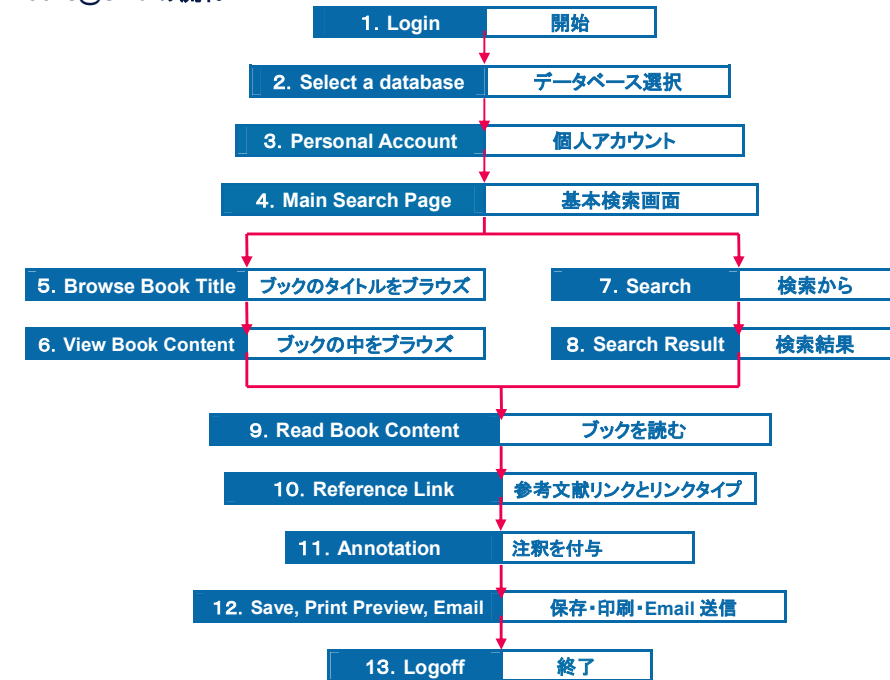 1. Login 開始
2. Select a database データベース選択
3. Personal Account 個人アカウント
4. Main Search Page 基本検索画面
5. Browse Book Title ブックのタイトルをブラウズ
7. Search 検索から
6. View Book Content ブックの中をブラウズ
8. Search Result 検索結果
9. Read Book Content ブックを読む
10. Reference Link 参考文献リンクとリンクタイプ
11. Annotation 注釈を付与
12. Save, Print Preview, Email 保存・印刷・Email 送信
13. Logoff 終了